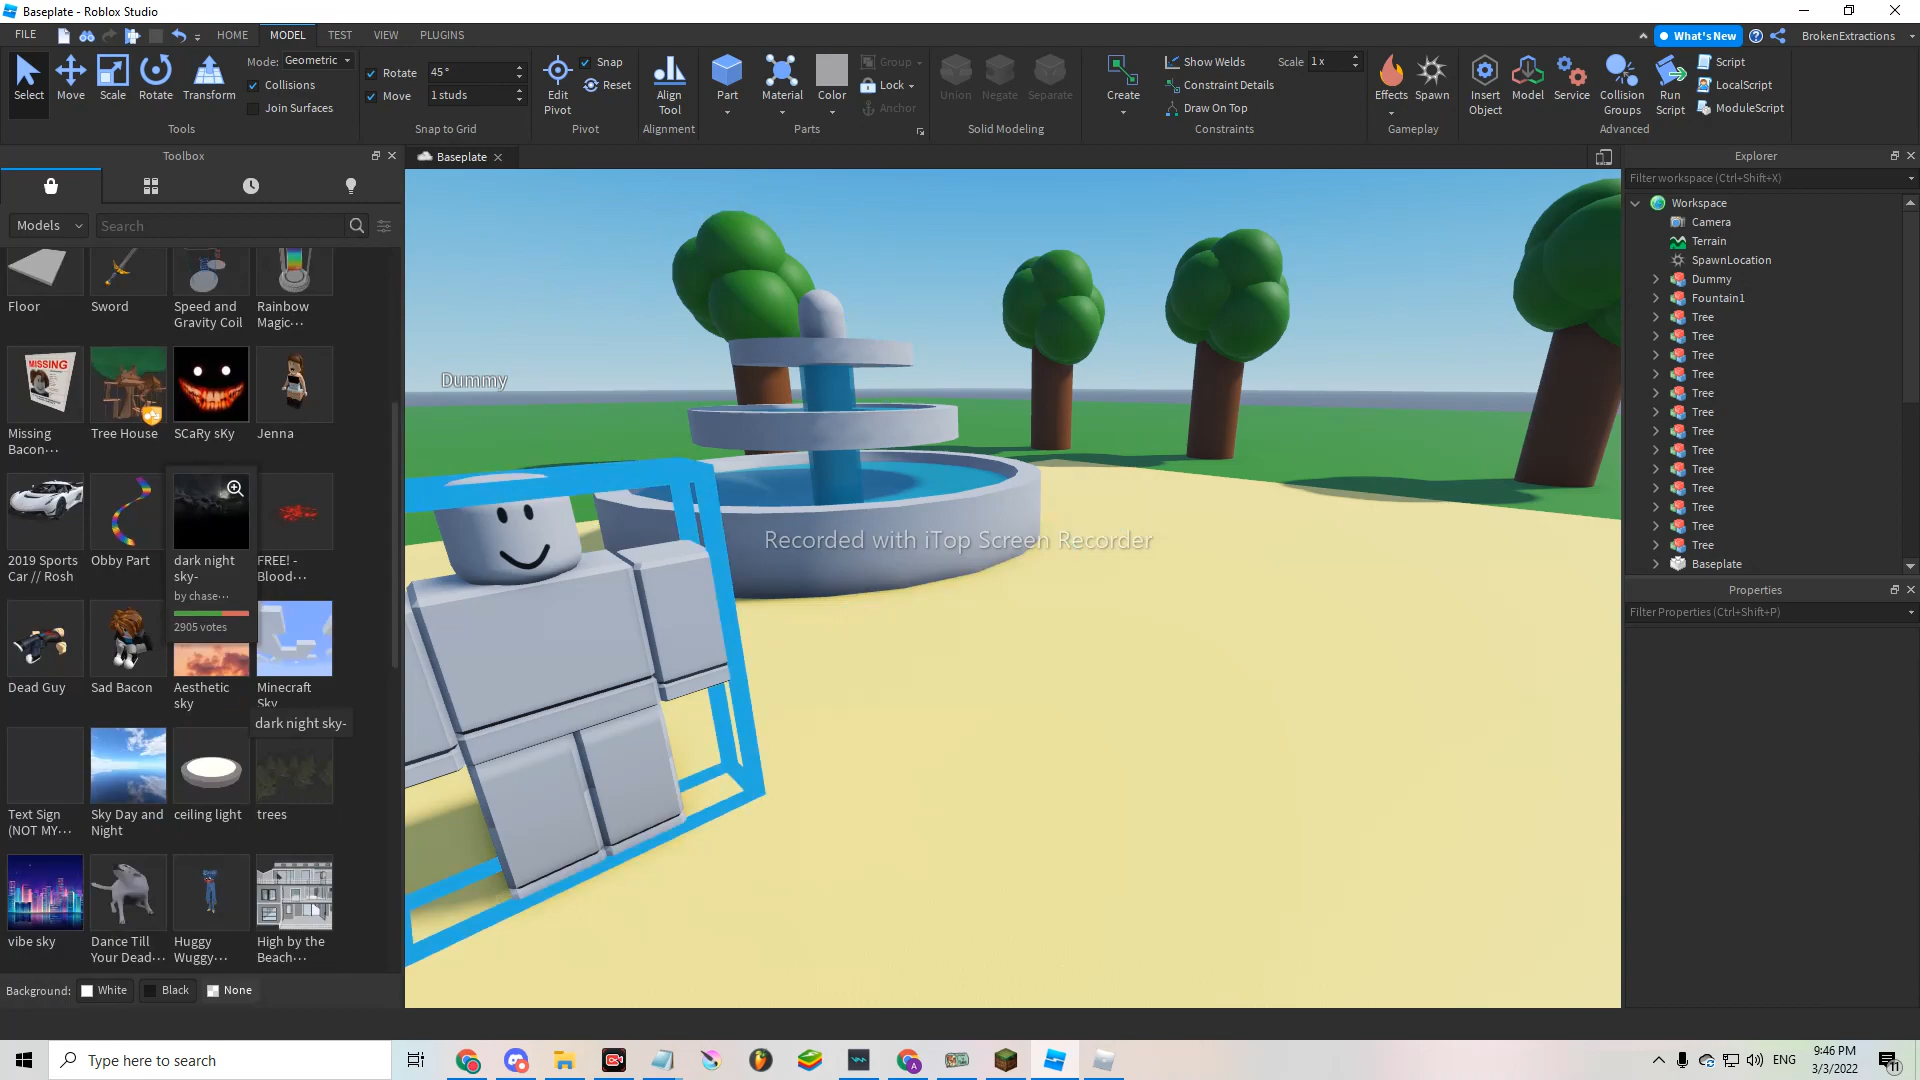 Baseplate - Roblox Studio
FILE HOME MODEL TEST VIEW PLUGINS
What's New
BrokenExtractions
Select
Move
Scale
Rotate
Transform
Mode: Geometric
Collisions
Join Surfaces
Tools
Rotate 45°
Move 1 studs
Snap to Grid
Edit
Pivot
Snap
Reset
Pivot
Align
Tool
Alignment
Part
Material
Color
Group
Lock
Anchor
Parts
Union
Negate
Separate
Solid Modeling
Create
Show Welds
Scale 1 x
Constraint Details
Draw On Top
Constraints
Effects
Spawn
Gameplay
Insert
Object
Model
Service
Collision
Groups
Run
Script
Script
LocalScript
ModuleScript
Advanced
Toolbox
Models
Search
Floor
Sword
Speed and
Gravity Coil
Rainbow
Magic...
MISSING
Missing
Bacon...
Tree House
SCaRy sKy
Jenna
2019 Sports
Car // Rosh
Obby Part
dark night
sky-
by chase...
2905 votes
FREE! -
Blood...
Dead Guy
Sad Bacon
Aesthetic
sky
Minecraft
Sky
dark night sky-
Text Sign
(NOT MY...
Sky Day and
Night
ceiling light
trees
vibe sky
Dance Till
Your Dead...
Huggy
Wuggy...
High by the
Beach...
Background: White Black None
Baseplate
Dummy
Recorded with iTop Screen Recorder
Explorer
Filter workspace (Ctrl+Shift+X)
Workspace
Camera
Terrain
SpawnLocation
Dummy
Fountain1
Tree
Tree
Tree
Tree
Tree
Tree
Tree
Tree
Tree
Tree
Tree
Tree
Tree
Baseplate
Properties
Filter Properties (Ctrl+Shift+P)
Type here to search
A
ENG
9:46 PM
3/3/2022
11